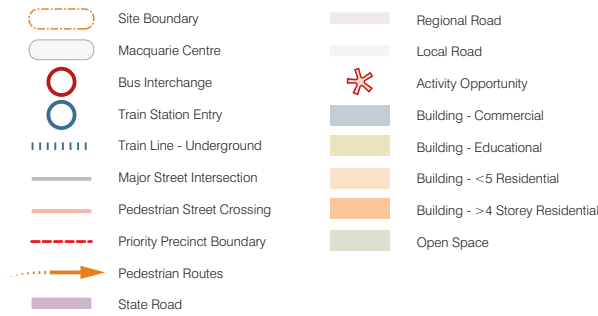 Site Boundary
Macquarie Centre
Bus Interchange
Train Station Entry
Train Line - Underground
Major Street Intersection
Pedestrian Street Crossing
Priority Precinct Boundary
Pedestrian Routes
State Road
Regional Road
Local Road
Activity Opportunity
Building - Commercial
Building - Educational
Building - <5 Residential
Building - >4 Storey Residential
Open Space